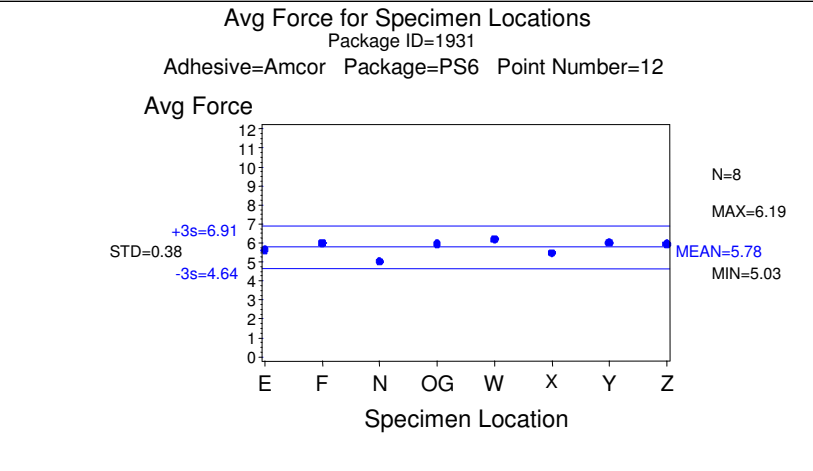 Avg Force for Specimen Locations
Package ID=1931
Adhesive=Amcor Package=PS6 Point Number=12
Avg Force
12
11
10
9
8
7
6
5
4
3
2
1
0
+3s=6.91
STD=0.38
-3s=4.64
N=8
MAX=6.19
MEAN=5.78
MIN=5.03
E F N OG W X Y Z
Specimen Location